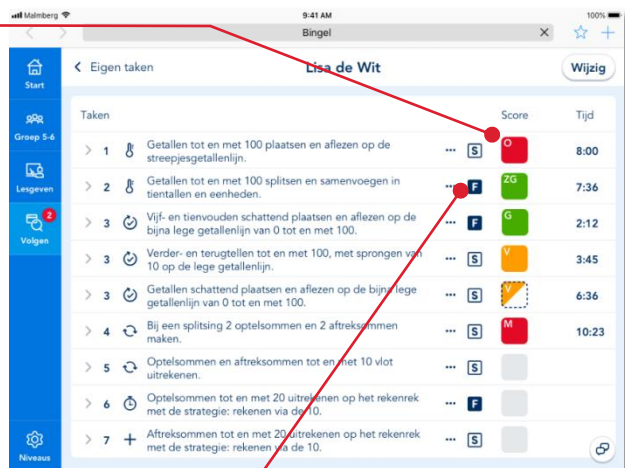 Malmberg 9:41 AM 100%
Bingel
Start
Eigen taken Lisa de Wit Wijzig
Groep 5-6
Lesgeven
Volgen 2
Niveaus
Taken Score Tijd
1 Getallen tot en met 100 plaatsen en aflezen op de
streepjesgetallenlijn. ... S O 8:00
2 Getallen tot en met 100 splitsen en samenvoegen in
tientallen en eenheden. ... F ZG 7:36
3 Vijf- en tienvouden schattend plaatsen en aflezen op de
bijna lege getallenlijn van 0 tot en met 100. ... F G 2:12
3 Verder- en terugtellen tot en met 100, met sprongen van
10 op de lege getallenlijn. ... S V 3:45
3 Getallen schattend plaatsen en aflezen op de bijna lege
getallenlijn van 0 tot en met 100. ... S V 6:36
4 Bij een splitsing 2 optelsommen en 2 aftreksommen
maken. ... S M 10:23
5 Optelsommen en aftreksommen tot en met 10 vlot
uitrekenen. ... S
6 Optelsommen tot en met 20 uitrekenen op het rekenrek
met de strategie: rekenen via de 10. ... F
7 Aftreksommen tot en met 20 uitrekenen op het rekenrek
met de strategie: rekenen via de 10. ... S